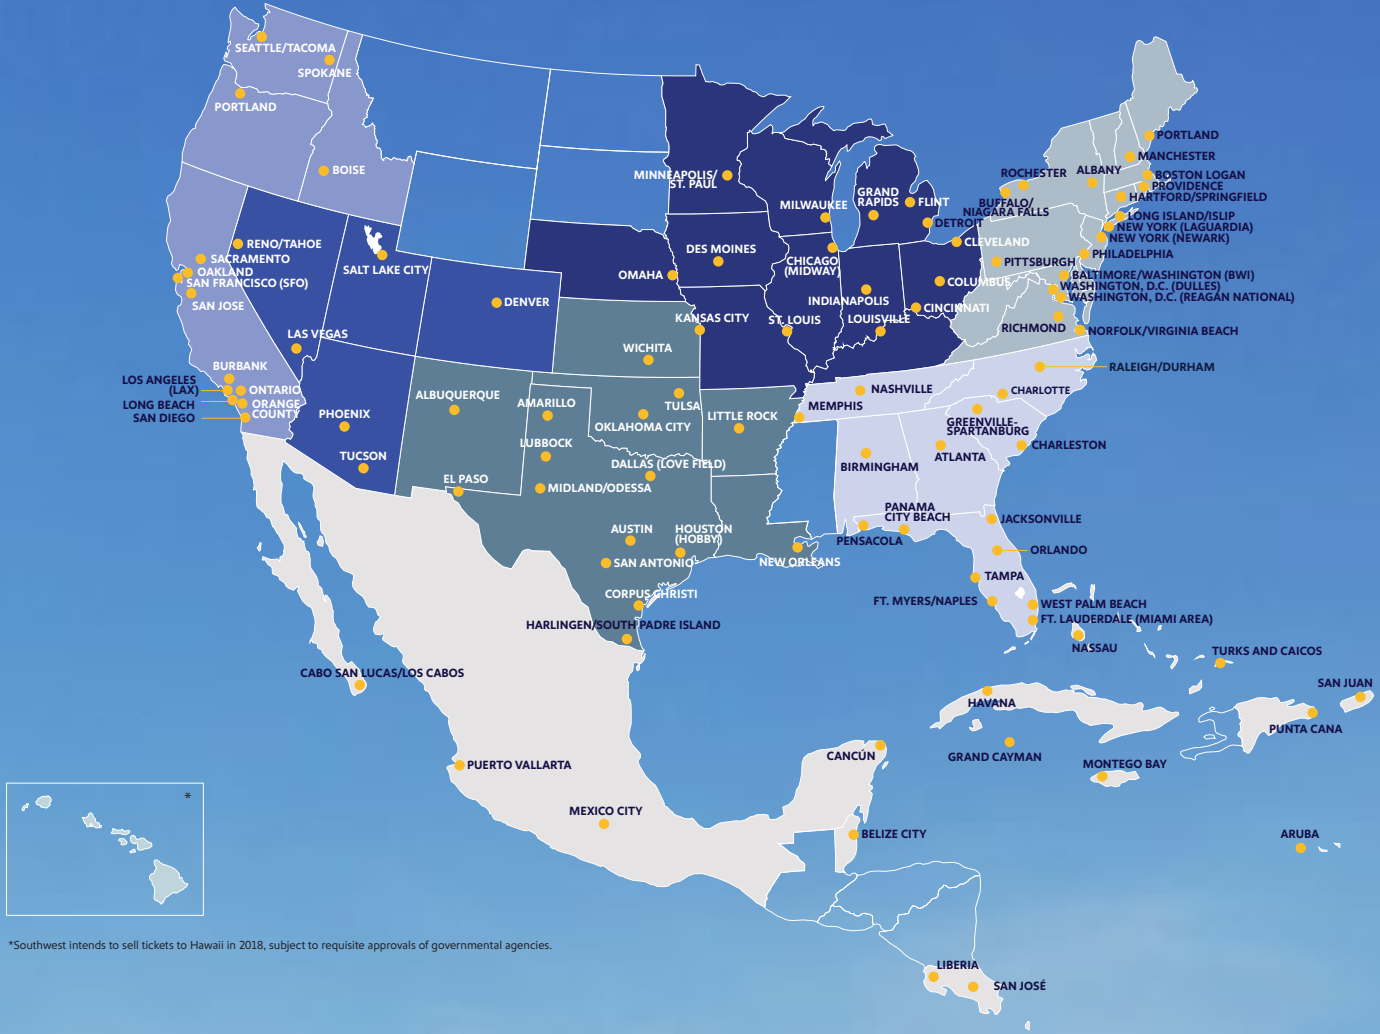 SEATTLE/TACOMA
SPOKANE
PORTLAND
BOISE
RENO/TAHOE
SACRAMENTO
OAKLAND
SAN FRANCISCO (SFO)
SAN JOSE
LAS VEGAS
BURBANK
LOS ANGELES
(LAX)
ONTARIO
LONG BEACH
ORANGE
COUNTY
SAN DIEGO
SALT LAKE CITY
DENVER
PHOENIX
TUCSON
ALBUQUERQUE
EL PASO
AMARILLO
LUBBOCK
MIDLAND/ODESSA
DALLAS (LOVE FIELD)
AUSTIN
HOUSTON
(HOBBY)
SAN ANTONIO
CORPUS CHRISTI
HARLINGEN/SOUTH PADRE ISLAND
WICHITA
TULSA
OKLAHOMA CITY
LITTLE ROCK
NEW ORLEANS
MINNEAPOLIS/
ST. PAUL
DES MOINES
OMAHA
KANSAS CITY
ST. LOUIS
MILWAUKEE
CHICAGO
(MIDWAY)
GRAND
RAPIDS
FLINT
DETROIT
INDIANAPOLIS
LOUISVILLE
CLEVELAND
COLUMBUS
CINCINNATI
ROCHESTER
BUFFALO/
NIAGARA FALLS
ALBANY
PORTLAND
MANCHESTER
BOSTON LOGAN
PROVIDENCE
HARTFORD/SPRINGFIELD
LONG ISLAND/ISLIP
NEW YORK (LAGUARDIA)
NEW YORK (NEWARK)
PHILADELPHIA
PITTSBURGH
BALTIMORE/WASHINGTON (BWI)
WASHINGTON, D.C. (DULLES)
WASHINGTON, D.C. (REAGAN NATIONAL)
RICHMOND
NORFOLK/VIRGINIA BEACH
RALEIGH/DURHAM
NASHVILLE
MEMPHIS
CHARLOTTE
GREENVILLE-
SPARTANBURG
CHARLESTON
ATLANTA
BIRMINGHAM
PANAMA
CITY BEACH
PENSACOLA
JACKSONVILLE
ORLANDO
TAMPA
FT. MYERS/NAPLES
WEST PALM BEACH
FT. LAUDERDALE (MIAMI AREA)
NASSAU
TURKS AND CAICOS
SAN JUAN
PUNTA CANA
HAVANA
GRAND CAYMAN
MONTEGO BAY
ARUBA
CABO SAN LUCAS/LOS CABOS
PUERTO VALLARTA
MEXICO CITY
CANCÚN
BELIZE CITY
LIBERIA
SAN JOSÉ
*
*Southwest intends to sell tickets to Hawaii in 2018, subject to requisite approvals of governmental agencies.